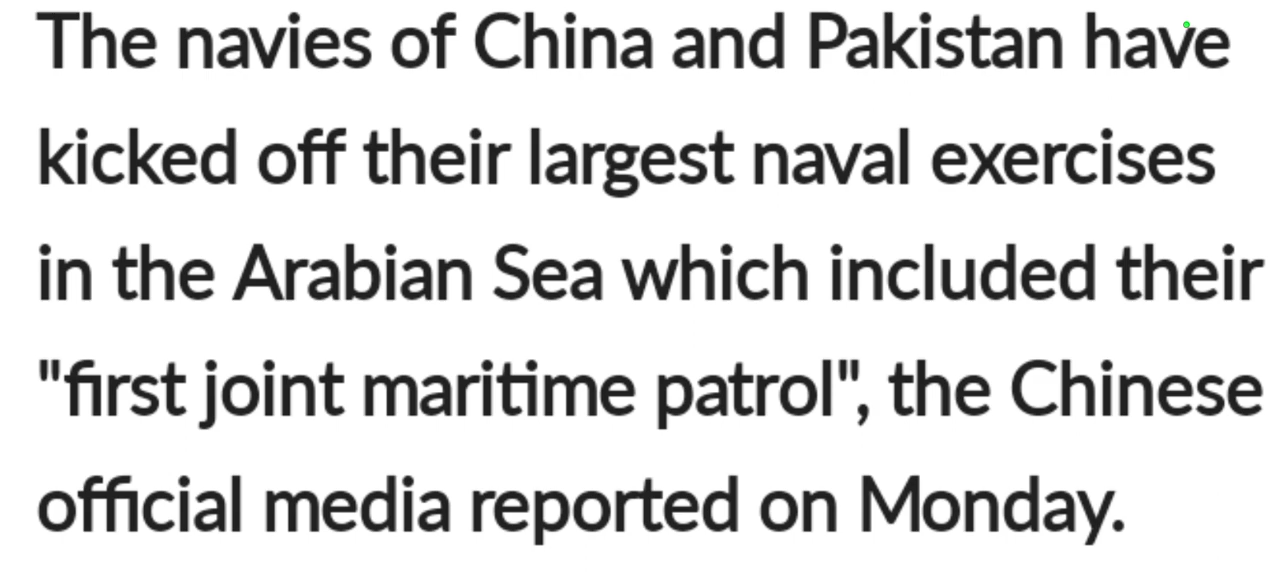 The navies of China and Pakistan have
kicked off their largest naval exercises
in the Arabian Sea which included their
"first joint maritime patrol", the Chinese
official media reported on Monday.